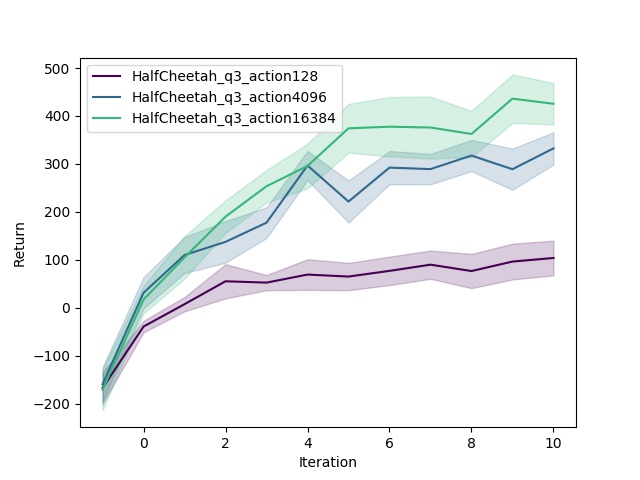 HalfCheetah_q3_action128
HalfCheetah_q3_action4096
HalfCheetah_q3_action16384
500
400
300
200
100
0
−100
−200
Return
0 2 4 6 8 10
Iteration